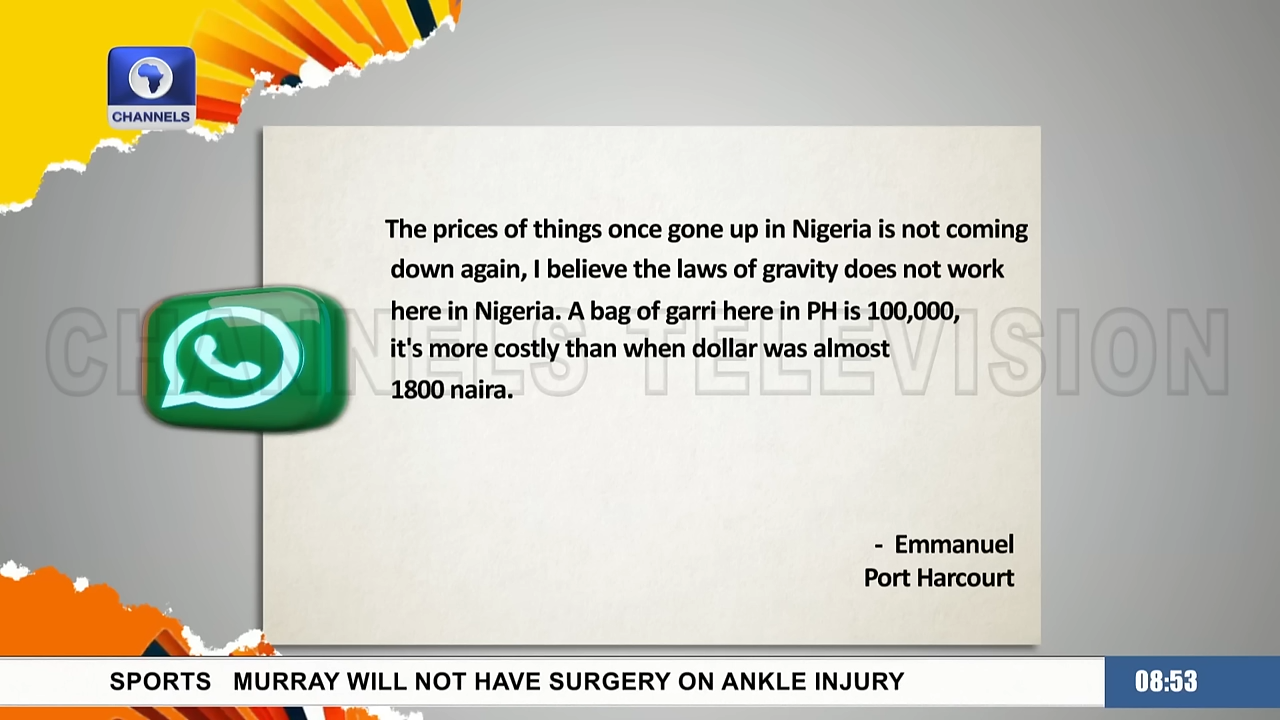 CHANNELS
The prices of things once gone up in Nigeria is not coming
down again, I believe the laws of gravity does not work
here in Nigeria. A bag of garri here in PH is 100,000,
it's more costly than when dollar was almost
1800 naira.
CHANNELS TELEVISION
- Emmanuel
Port Harcourt
SPORTS MURRAY WILL NOT HAVE SURGERY ON ANKLE INJURY
08:53